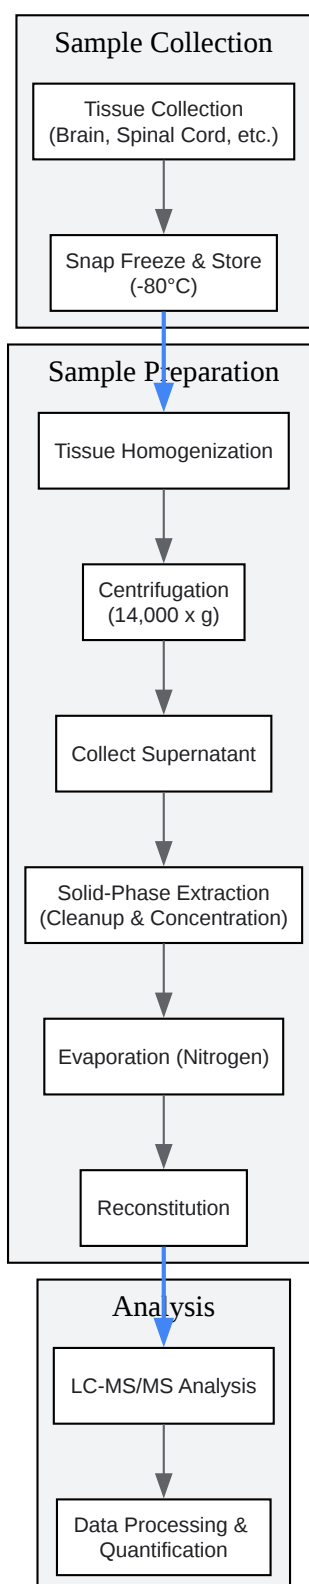 Sample Collection
Tissue Collection
(Brain, Spinal Cord, etc.)
Snap Freeze & Store
(-80°C)
Sample Preparation
Tissue Homogenization
Centrifugation
(14,000 x g)
Collect Supernatant
Solid-Phase Extraction
(Cleanup & Concentration)
Evaporation (Nitrogen)
Reconstitution
Analysis
LC-MS/MS Analysis
Data Processing &
Quantification